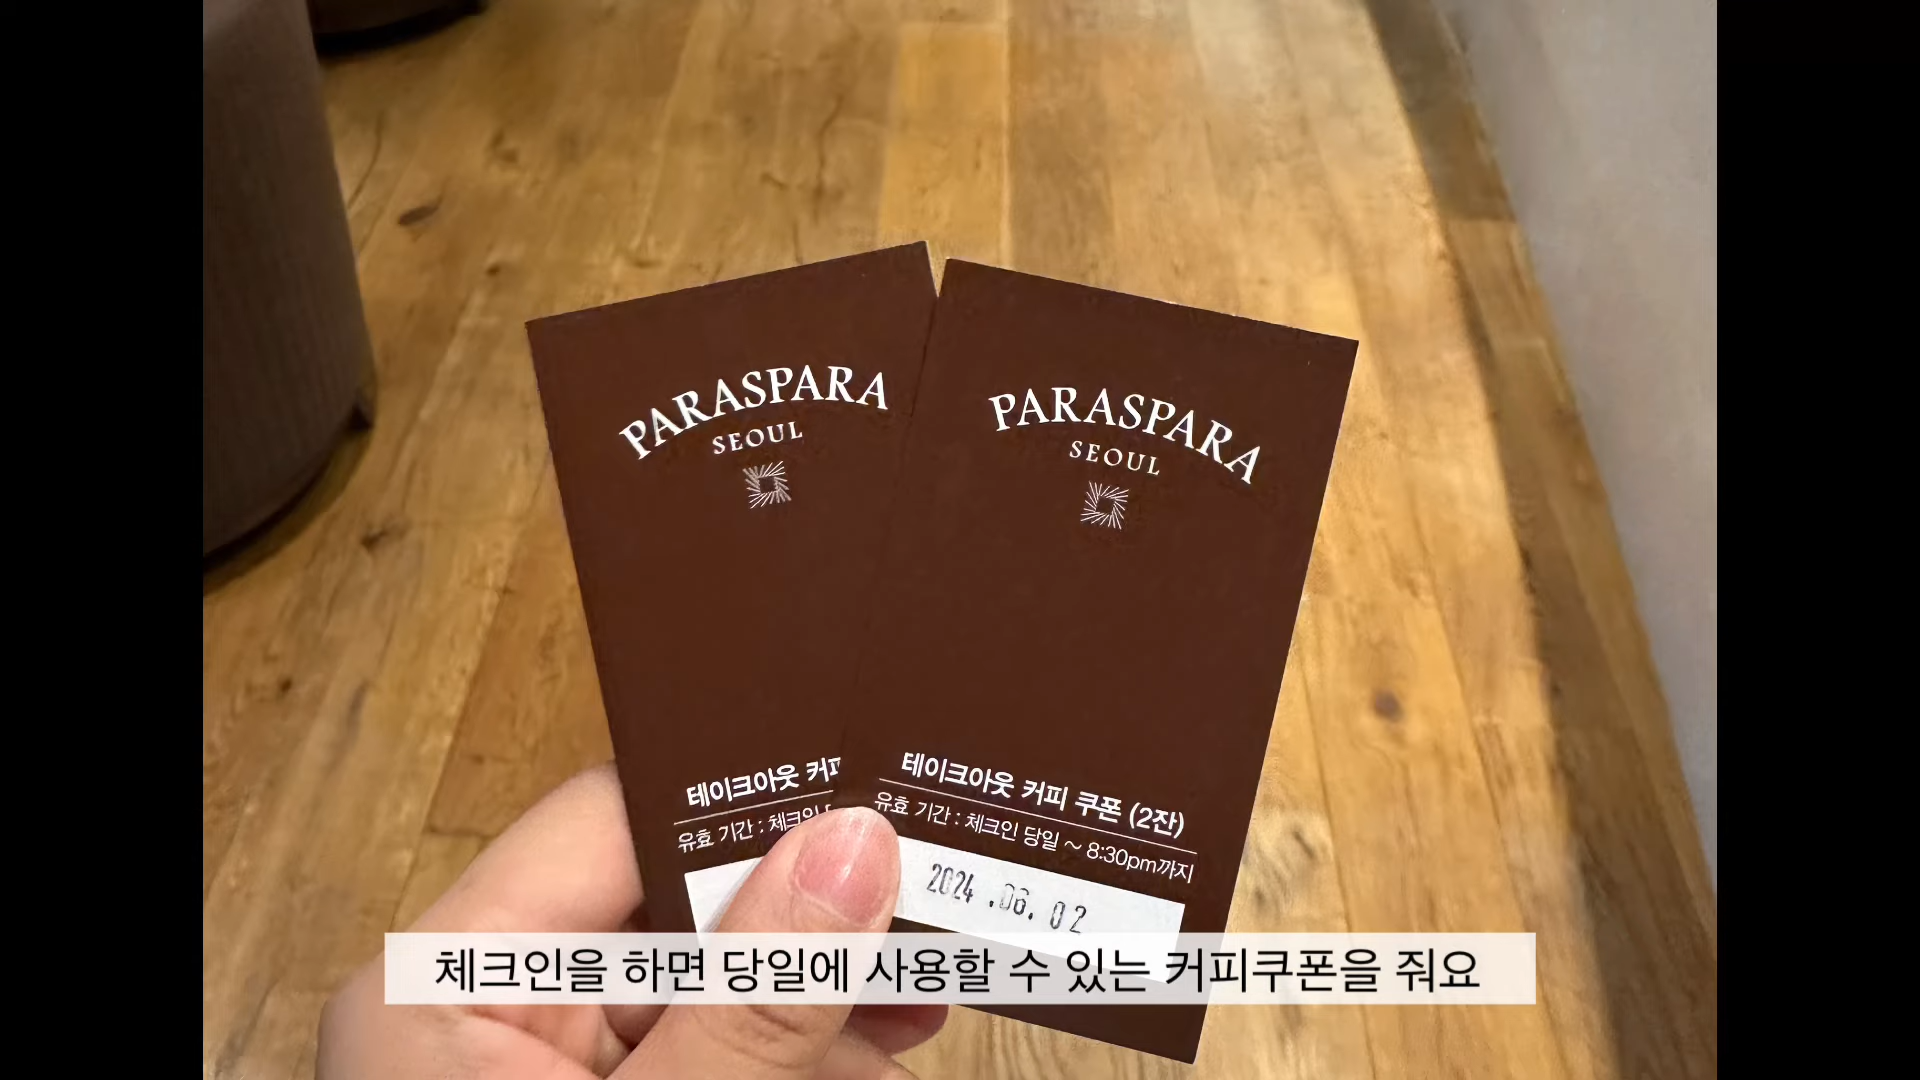 PARASPARA
SEOUL
테이크아웃
유효 기간 : 체크인
PARASPARA
SEOUL
테이크아웃 커피 쿠폰 (2잔)
유효 기간 : 체크인 당일 ~ 8:30pm까지
2024 .06. 02
체크인을 하면 당일에 사용할 수 있는 커피쿠폰을 줘요